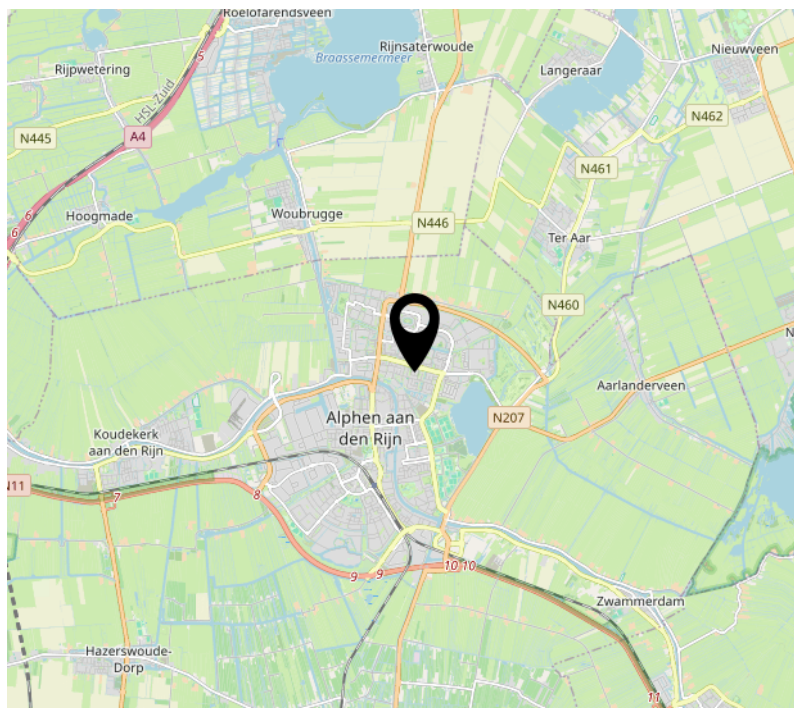 Roelofarendsveen
Rijnsaterwoude
Nieuwveen
Braassemermeer
5
Rijpwetering
Langeraar
HSL-Zuid
N462
A4
N445
N461
6
Hoogmade
Woubrugge
N446
Ter Aar
6
N460
Aarlanderveen
N207
Alphen aan
den Rijn
Koudekerk
aan den Rijn
N11
7
8
9
9
10
10
Zwammerdam
Hazerswoude-
Dorp
11